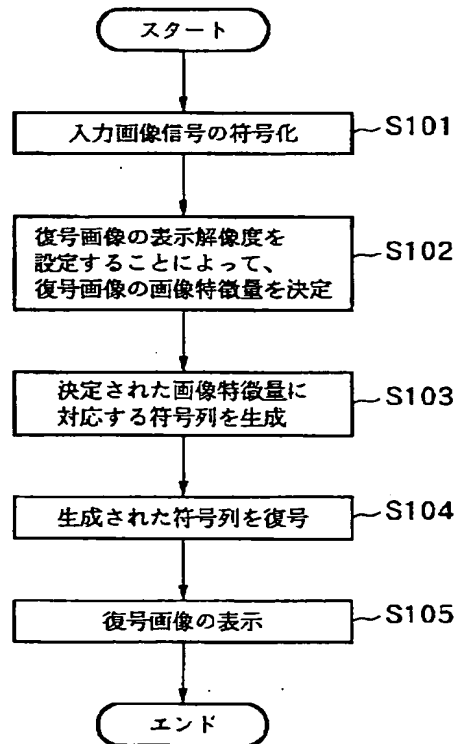 スタート
入力画像信号の符号化
S101
復号画像の表示解像度を
設定することによって、
復号画像の画像特徴量を決定
S102
決定された画像特徴量に
対応する符号列を生成
S103
生成された符号列を復号
S104
復号画像の表示
S105
エンド